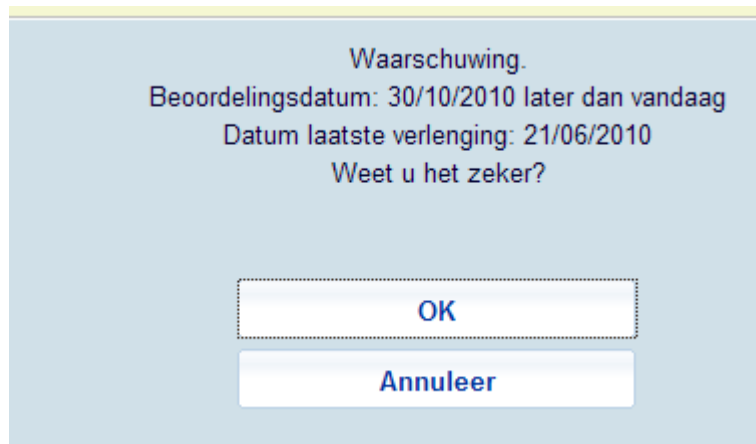 Waarschuwing.
Beoordelingsdatum: 30/10/2010 later dan vandaag
Datum laatste verlenging: 21/06/2010
Weet u het zeker?
OK
Annuleer